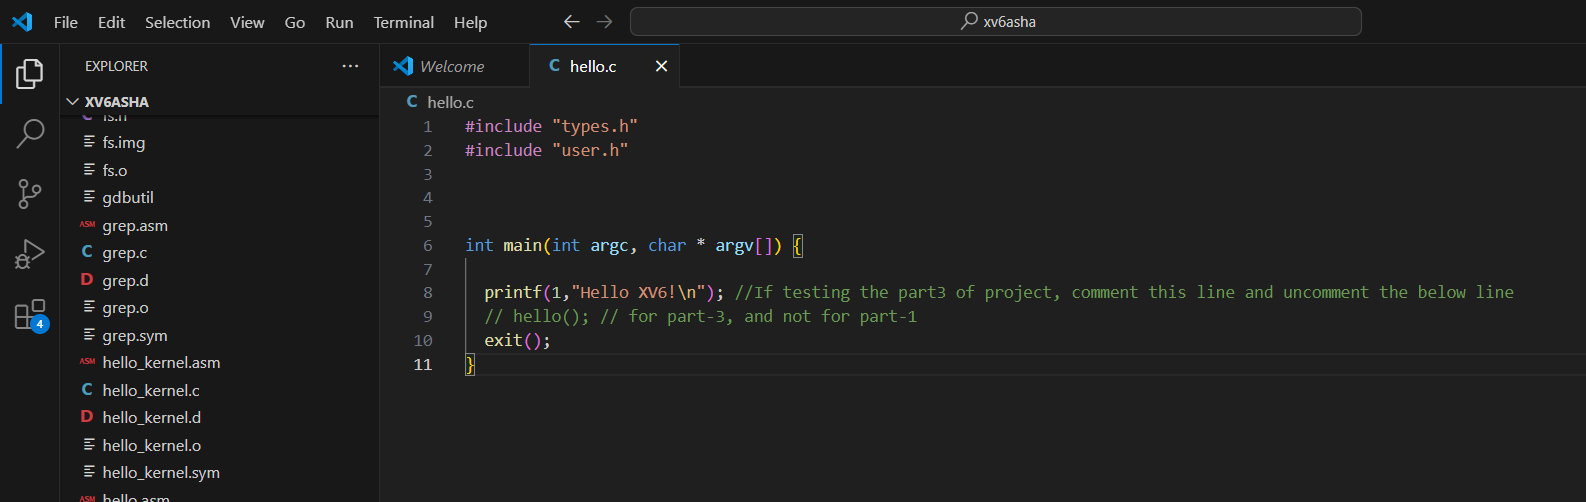 File Edit Selection View Go Run Terminal Help
xv6asha
EXPLORER
XV6ASHA
fs.h
fs.img
fs.o
gdbutil
ASM grep.asm
C grep.c
D grep.d
grep.o
grep.sym
ASM hello_kernel.asm
C hello_kernel.c
D hello_kernel.d
hello_kernel.o
hello_kernel.sym
ASM hello.asm
4
Welcome
C hello.c
C hello.c
1 #include "types.h"
2 #include "user.h"
3
4
5
6 int main(int argc, char * argv[]) {
7
8 printf(1,"Hello XV6!\n"); //If testing the part3 of project, comment this line and uncomment the below line
9 // hello(); // for part-3, and not for part-1
10 exit();
11 }